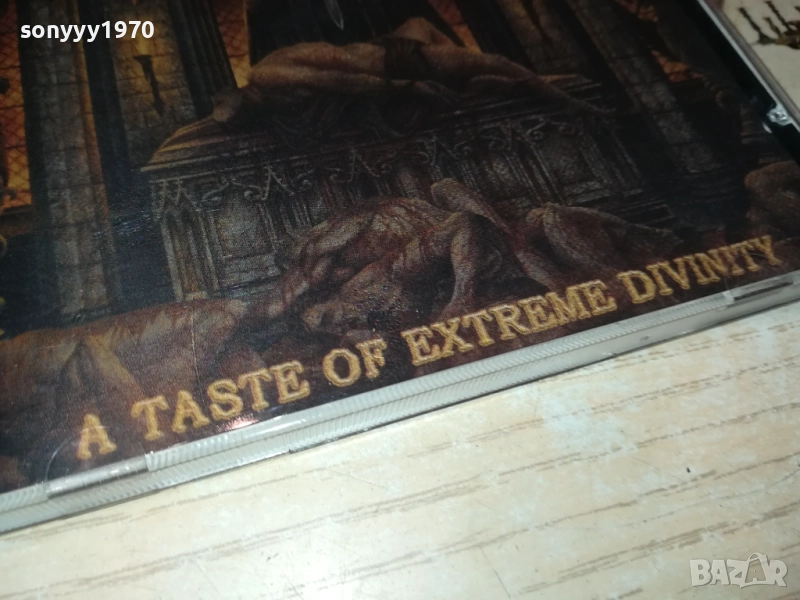 sonyyy1970
A TASTE OF EXTREME DIVINITY
BAZAR